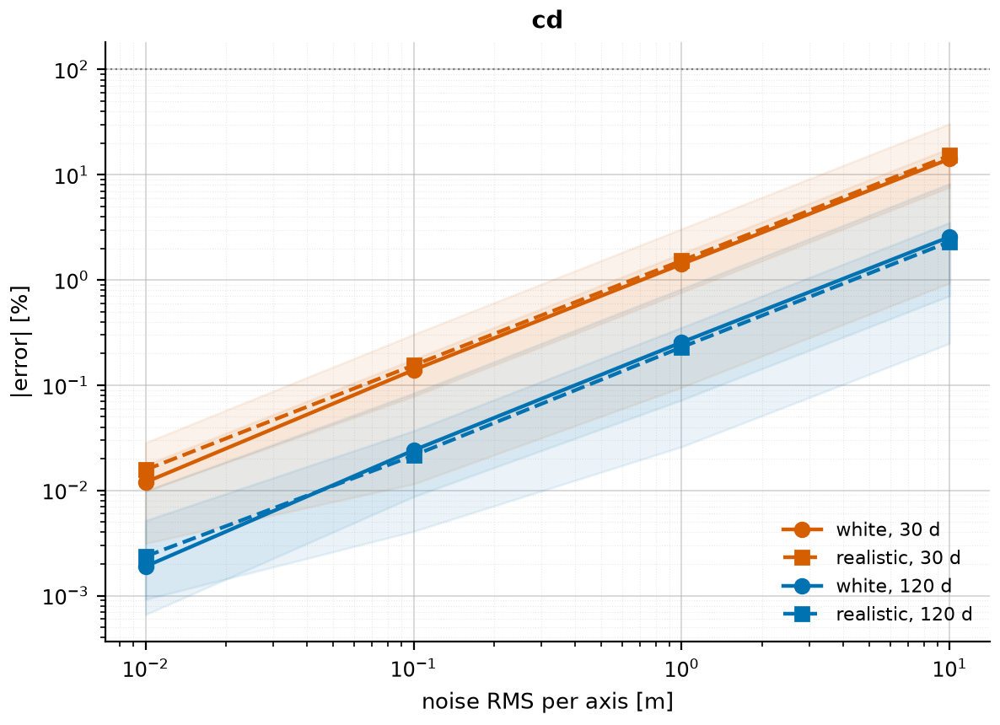 cd
10²
10¹
10⁰
10⁻¹
10⁻²
10⁻³
|error| [%]
white, 30 d
realistic, 30 d
white, 120 d
realistic, 120 d
10⁻² 10⁻¹ 10⁰ 10¹
noise RMS per axis [m]